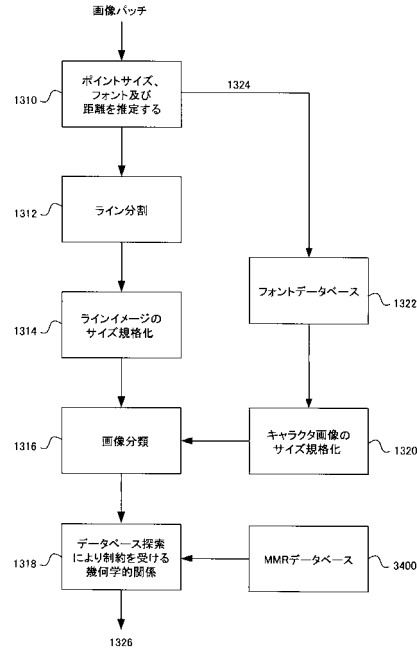 画像パッチ
1310
ポイントサイズ、
フォント及び
距離を推定する
1324
1312
ライン分割
フォントデータベース
1322
1314
ラインイメージの
サイズ規格化
1316
画像分類
キャラクタ画像の
サイズ規格化
1320
1318
データベース探索
により制約を受ける
幾何学的関係
MMRデータベース
3400
1326